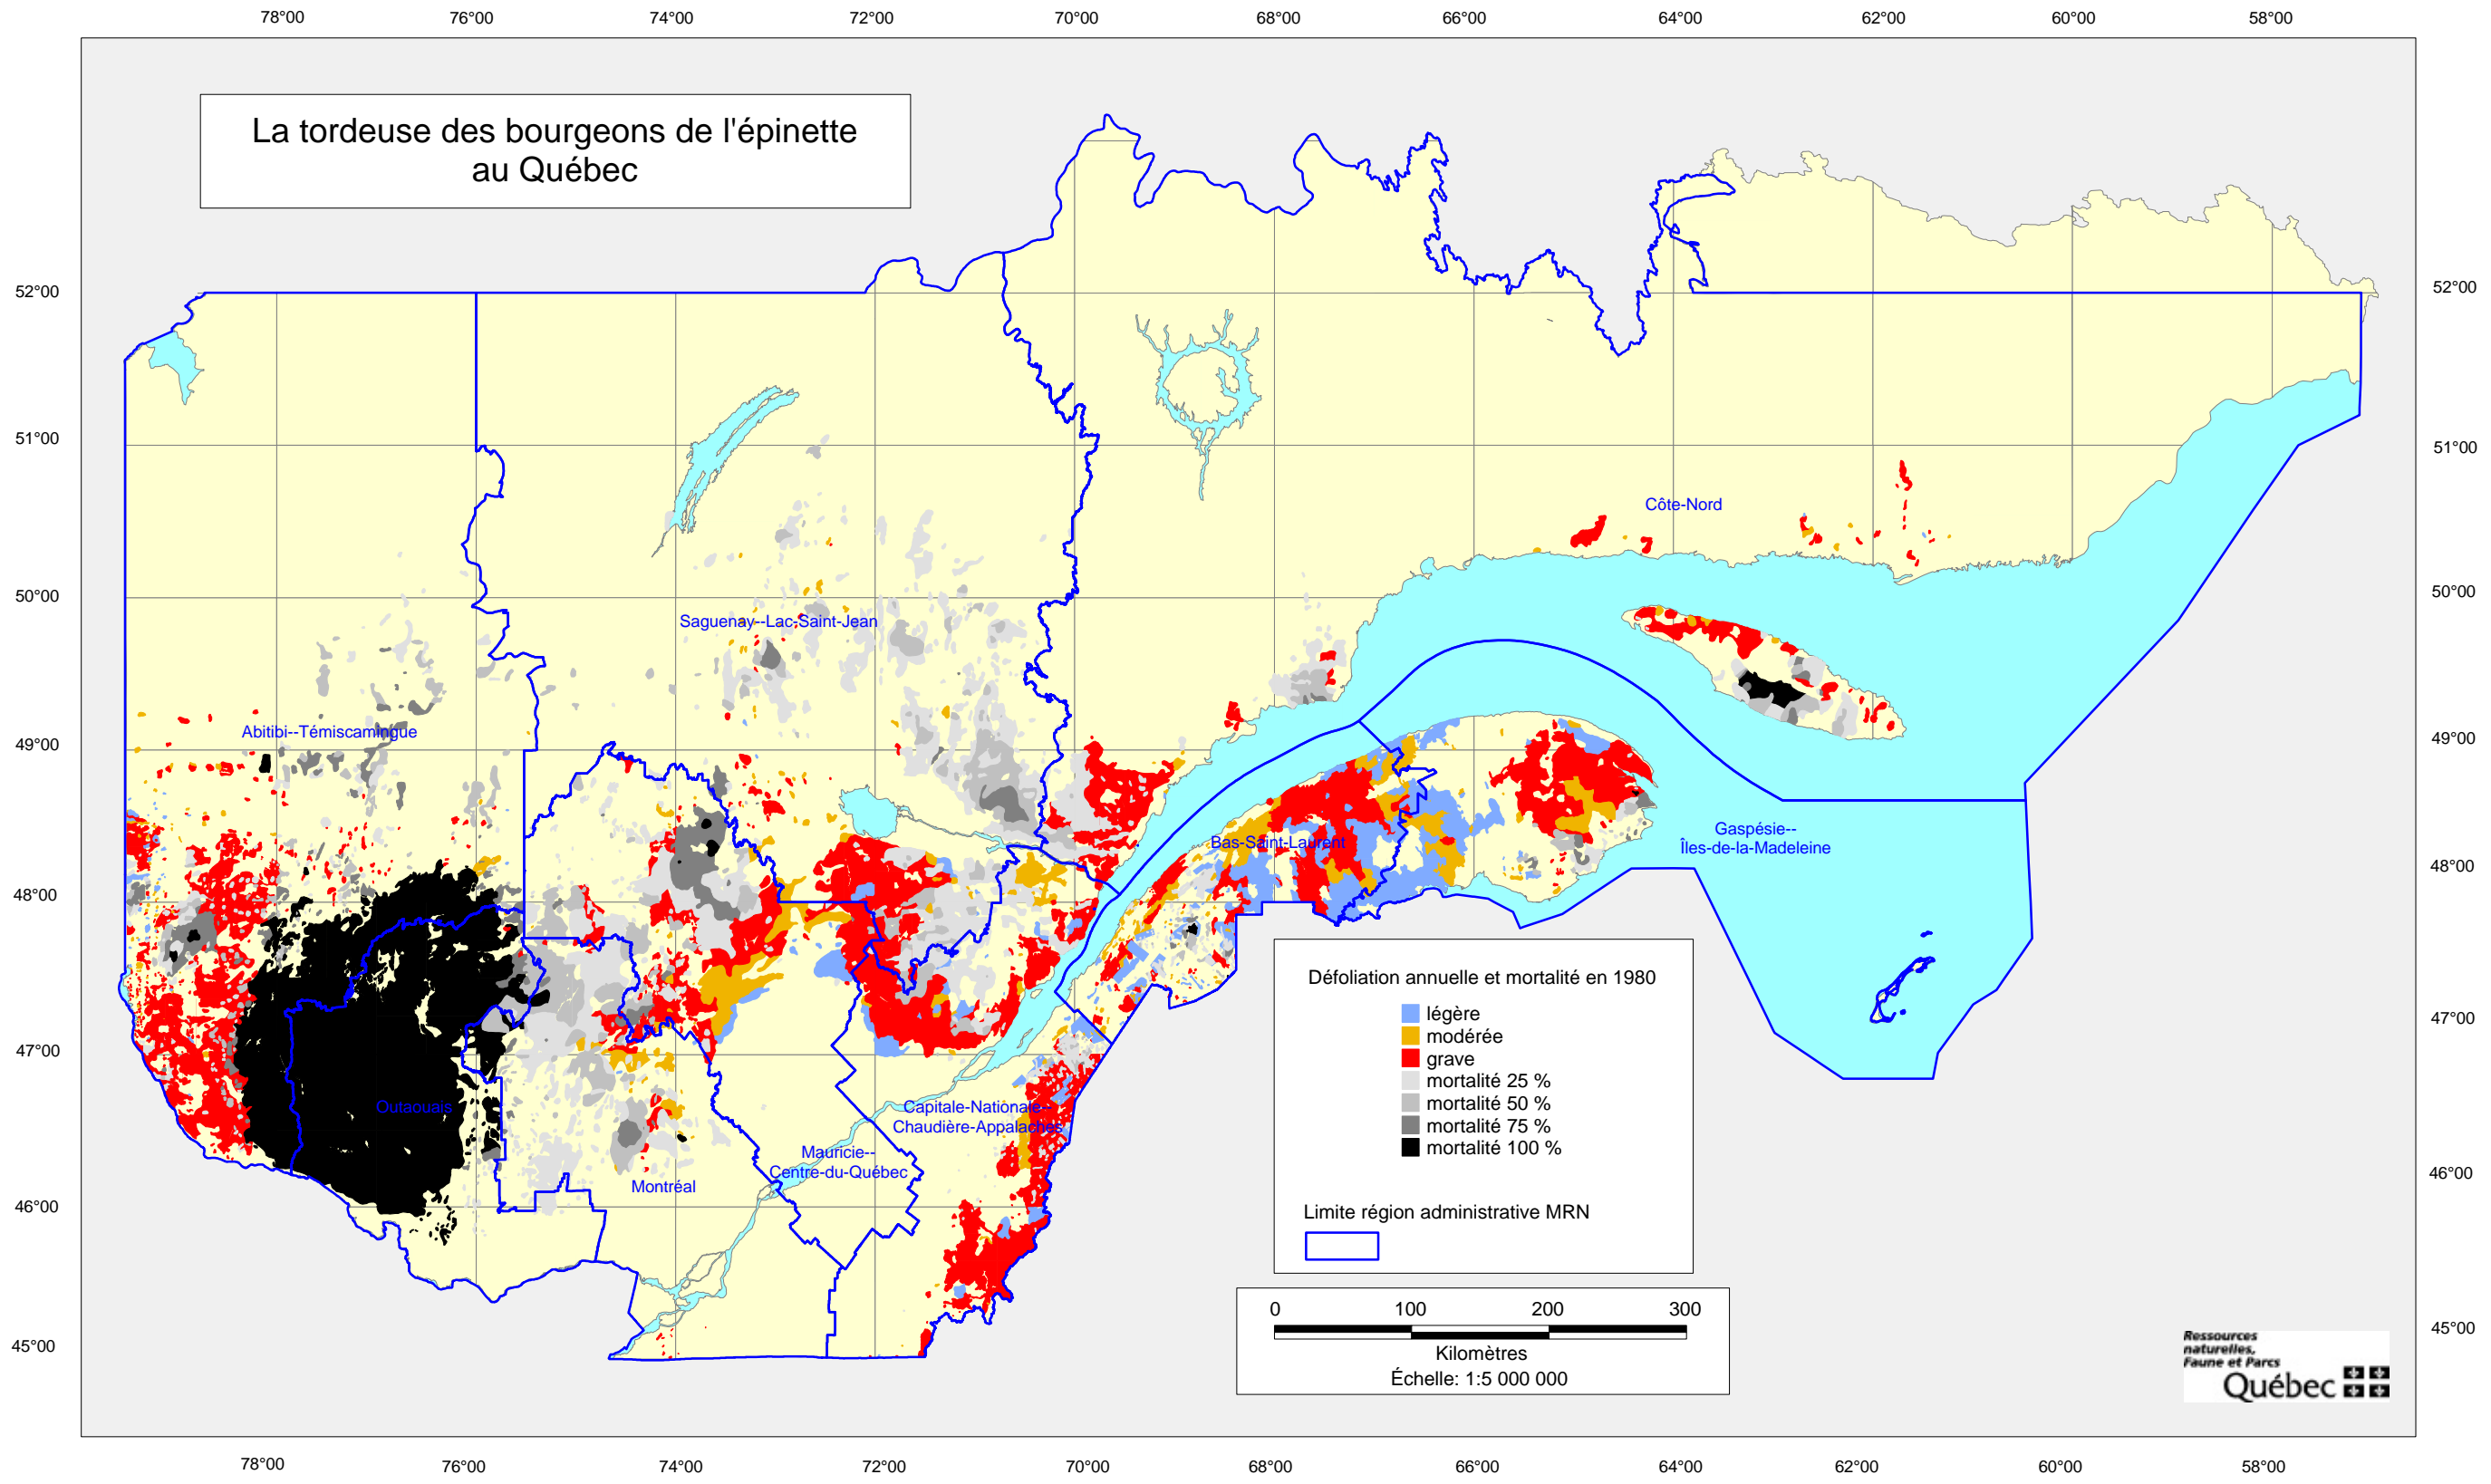 78°00 76°00 74°00 72°00 70°00 68°00 66°00 64°00 62°00 60°00 58°00
La tordeuse des bourgeons de l'épinette
au Québec
52°00 52°00
51°00 51°00
Côte-Nord
50°00 50°00
Saguenay--Lac-Saint-Jean
Abitibi--Témiscamingue
49°00 49°00
Gaspésie--
Îles-de-la-Madeleine
Bas-Saint-Laurent
48°00 48°00
Défoliation annuelle et mortalité en 1980
légère
modérée
grave
mortalité 25 %
mortalité 50 %
mortalité 75 %
mortalité 100 %
47°00 47°00
Outaouais
Capitale-Nationale--
Chaudière-Appalaches
Mauricie--
Centre-du-Québec
Montréal
46°00 46°00
Limite région administrative MRN
0 100 200 300
Kilomètres
Échelle: 1:5 000 000
45°00 45°00
Ressources
naturelles,
Faune et Parcs
Québec
78°00 76°00 74°00 72°00 70°00 68°00 66°00 64°00 62°00 60°00 58°00